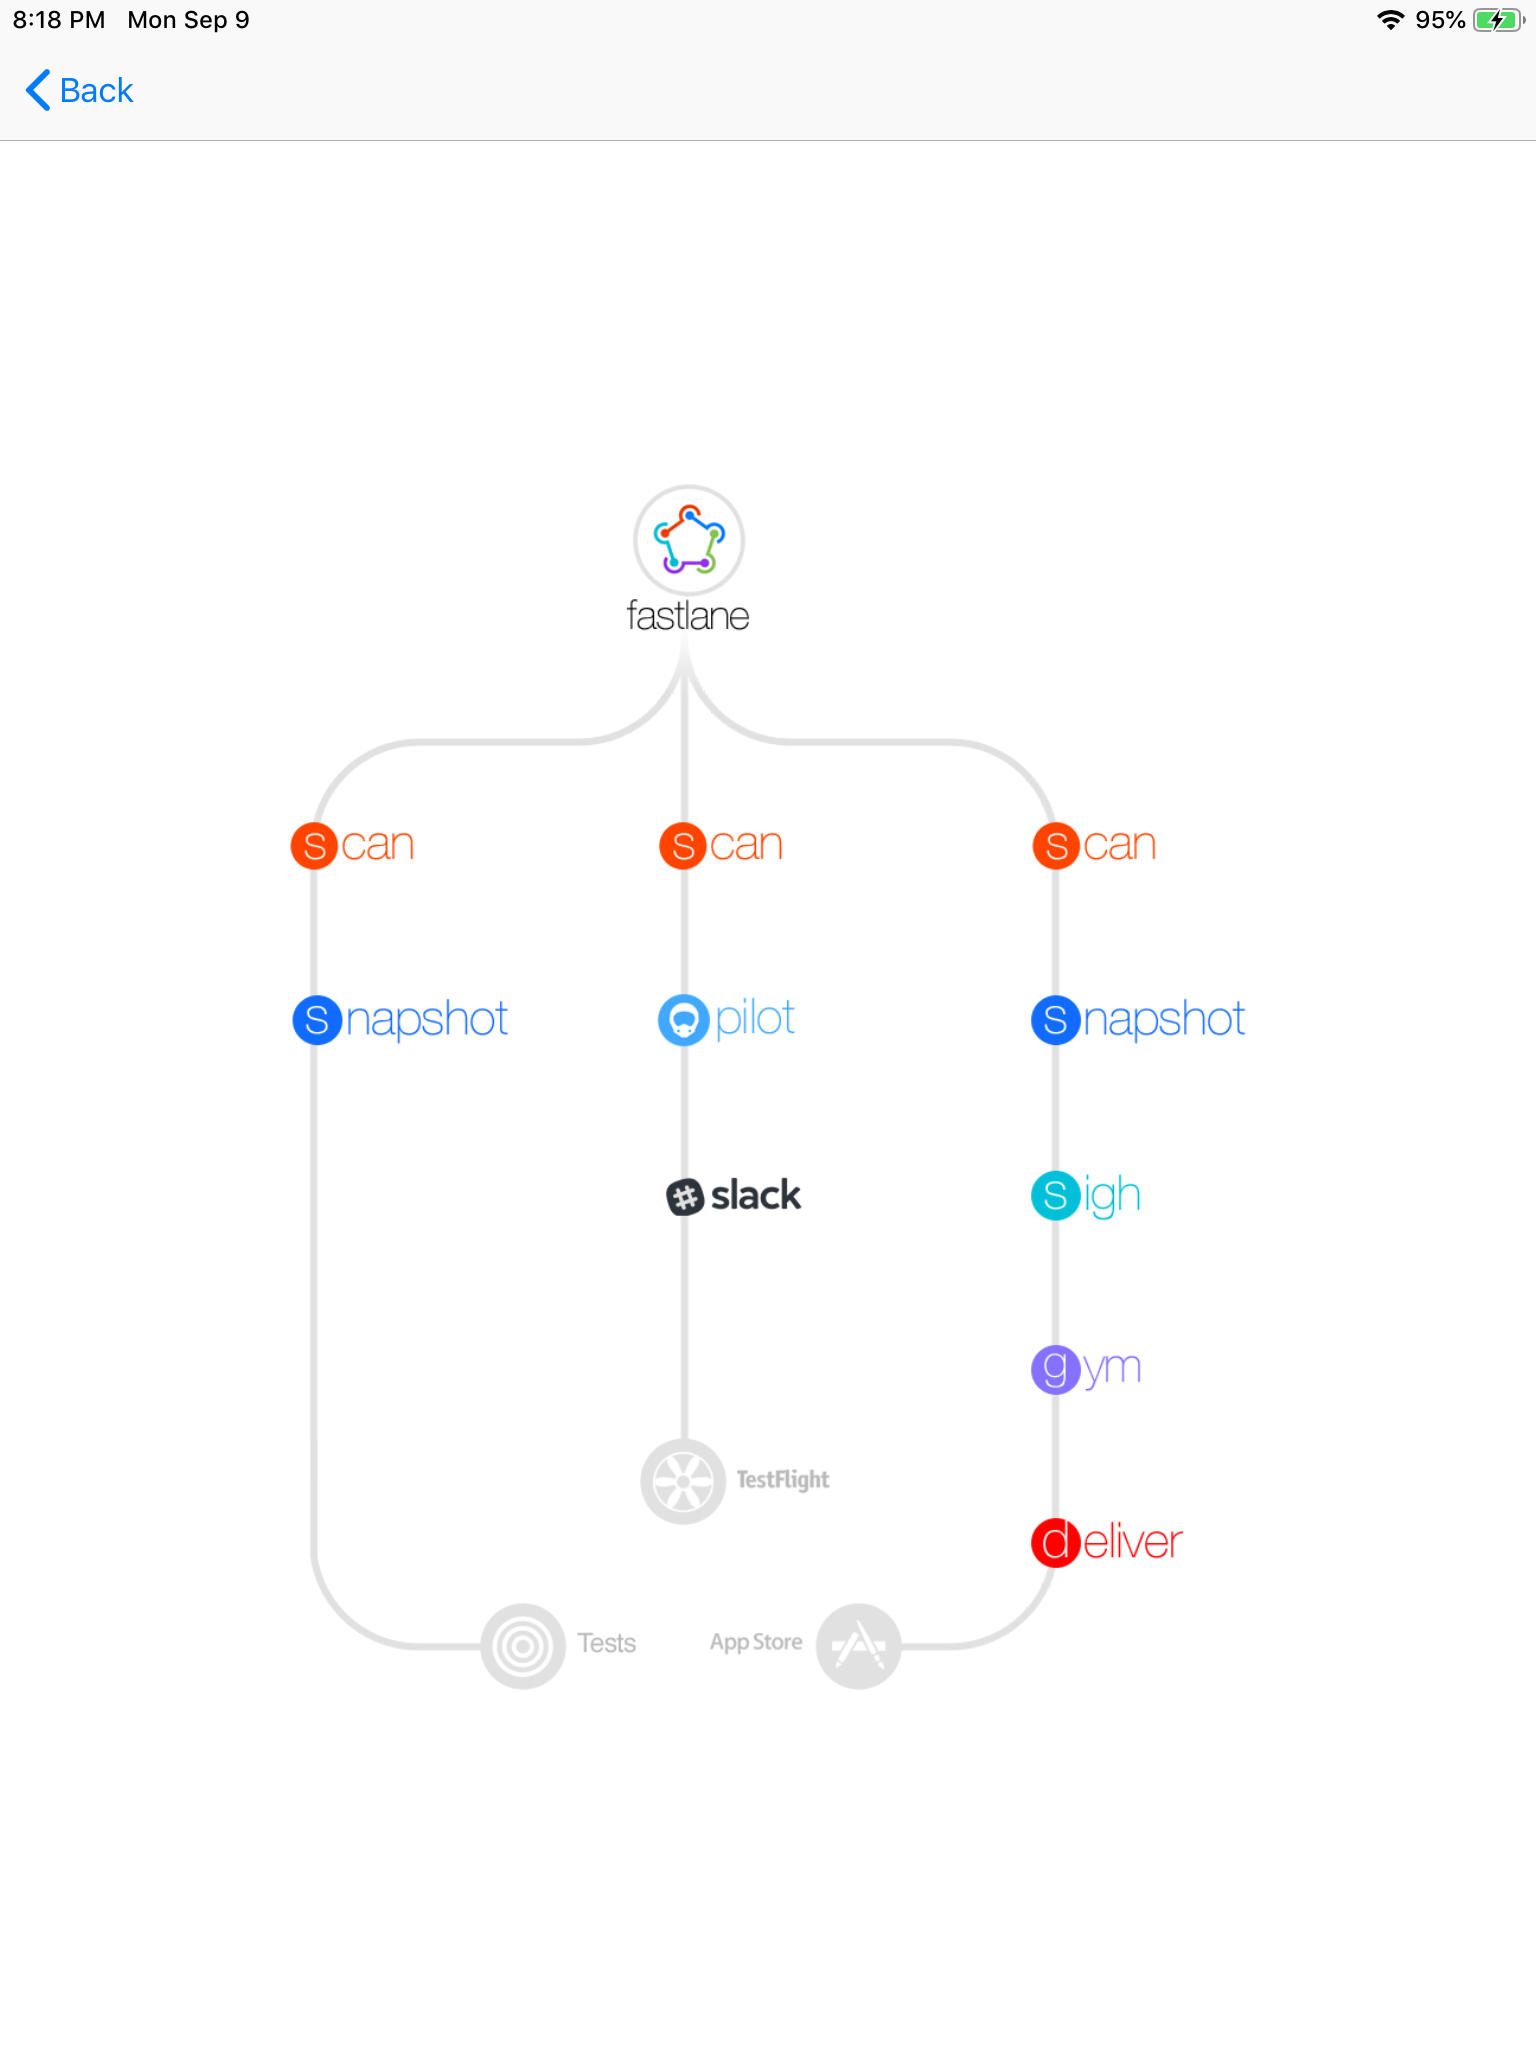 8:18 PM Mon Sep 9 95%
Back
fastlane
scan scan scan
snapshot pilot snapshot
slack sigh
gym
TestFlight
deliver
Tests App Store